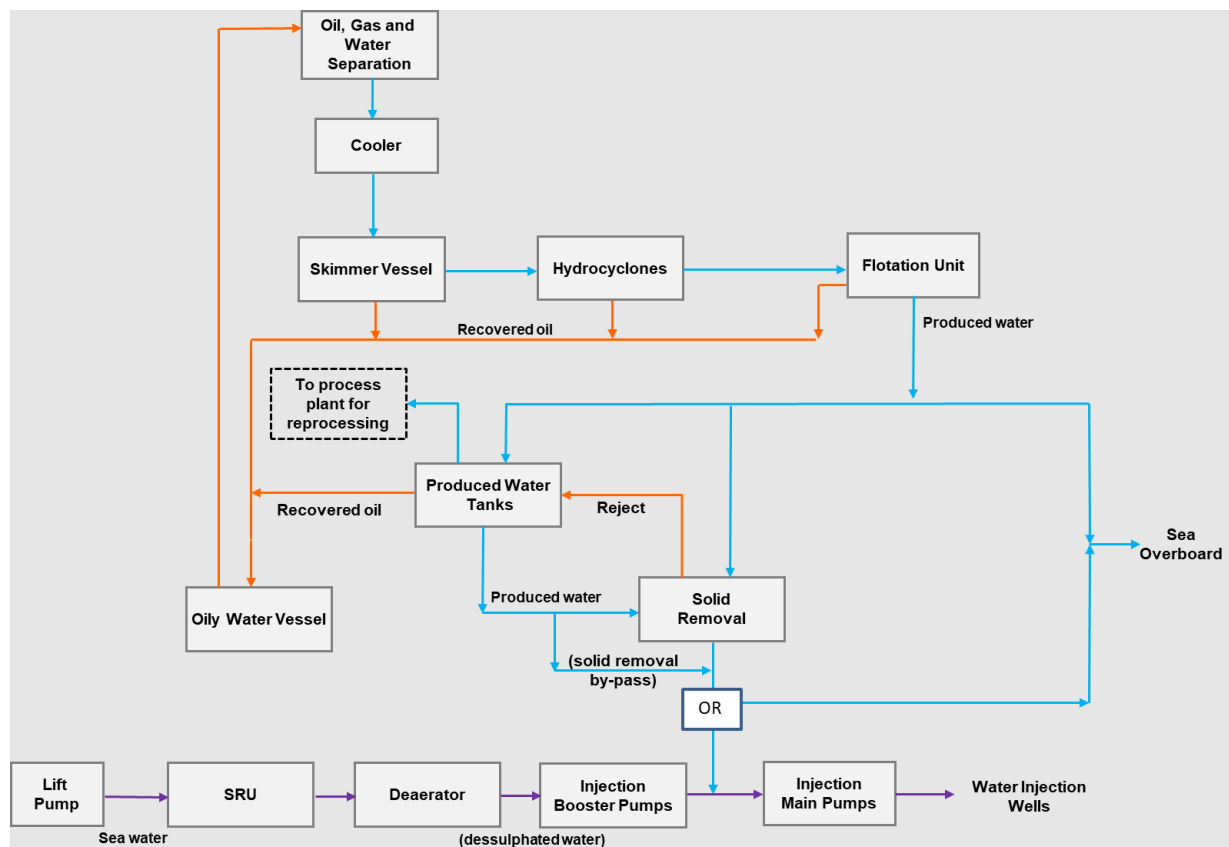 Oil, Gas and
Water
Separation
Cooler
Skimmer Vessel
Hydrocyclones
Flotation Unit
Recovered oil
Produced water
To process
plant for
reprocessing
Produced Water
Tanks
Recovered oil
Reject
Sea
Overboard
Oily Water Vessel
Produced water
Solid
Removal
(solid removal
by-pass)
OR
Lift
Pump
SRU
Deaerator
Injection
Booster Pumps
Injection
Main Pumps
Water Injection
Wells
Sea water
(dessulphated water)